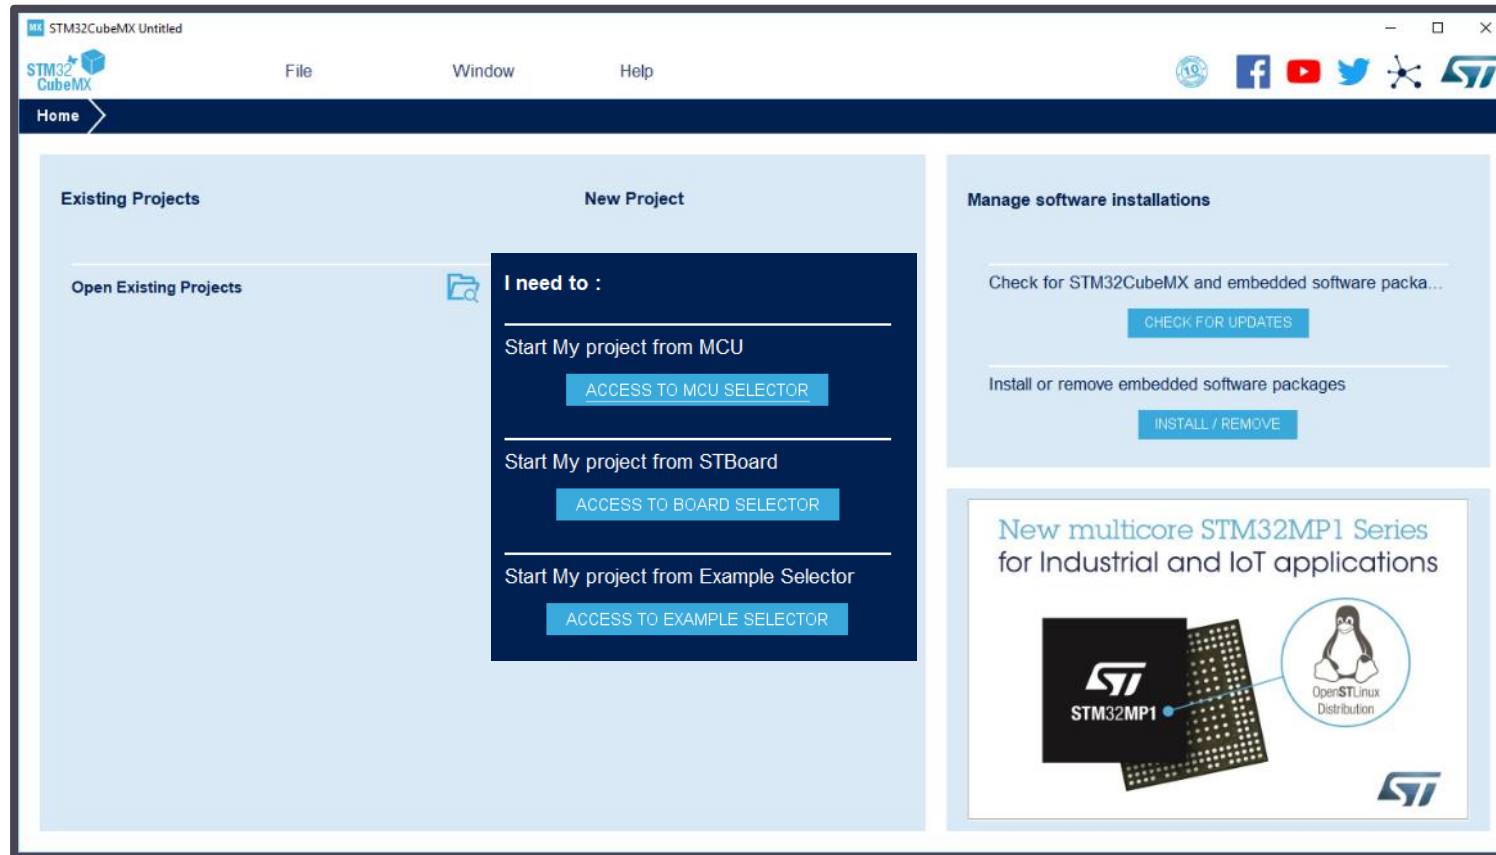 MX STM32CubeMX Untitled
STM32
CubeMX
File
Window
Help
10
Home
Existing Projects
New Project
Manage software installations
Open Existing Projects
I need to :
Start My project from MCU
ACCESS TO MCU SELECTOR
Start My project from STBoard
ACCESS TO BOARD SELECTOR
Start My project from Example Selector
ACCESS TO EXAMPLE SELECTOR
Check for STM32CubeMX and embedded software packa...
CHECK FOR UPDATES
Install or remove embedded software packages
INSTALL / REMOVE
New multicore STM32MP1 Series
for Industrial and IoT applications
ST
STM32MP1
OpenSTLinux
Distribution
ST